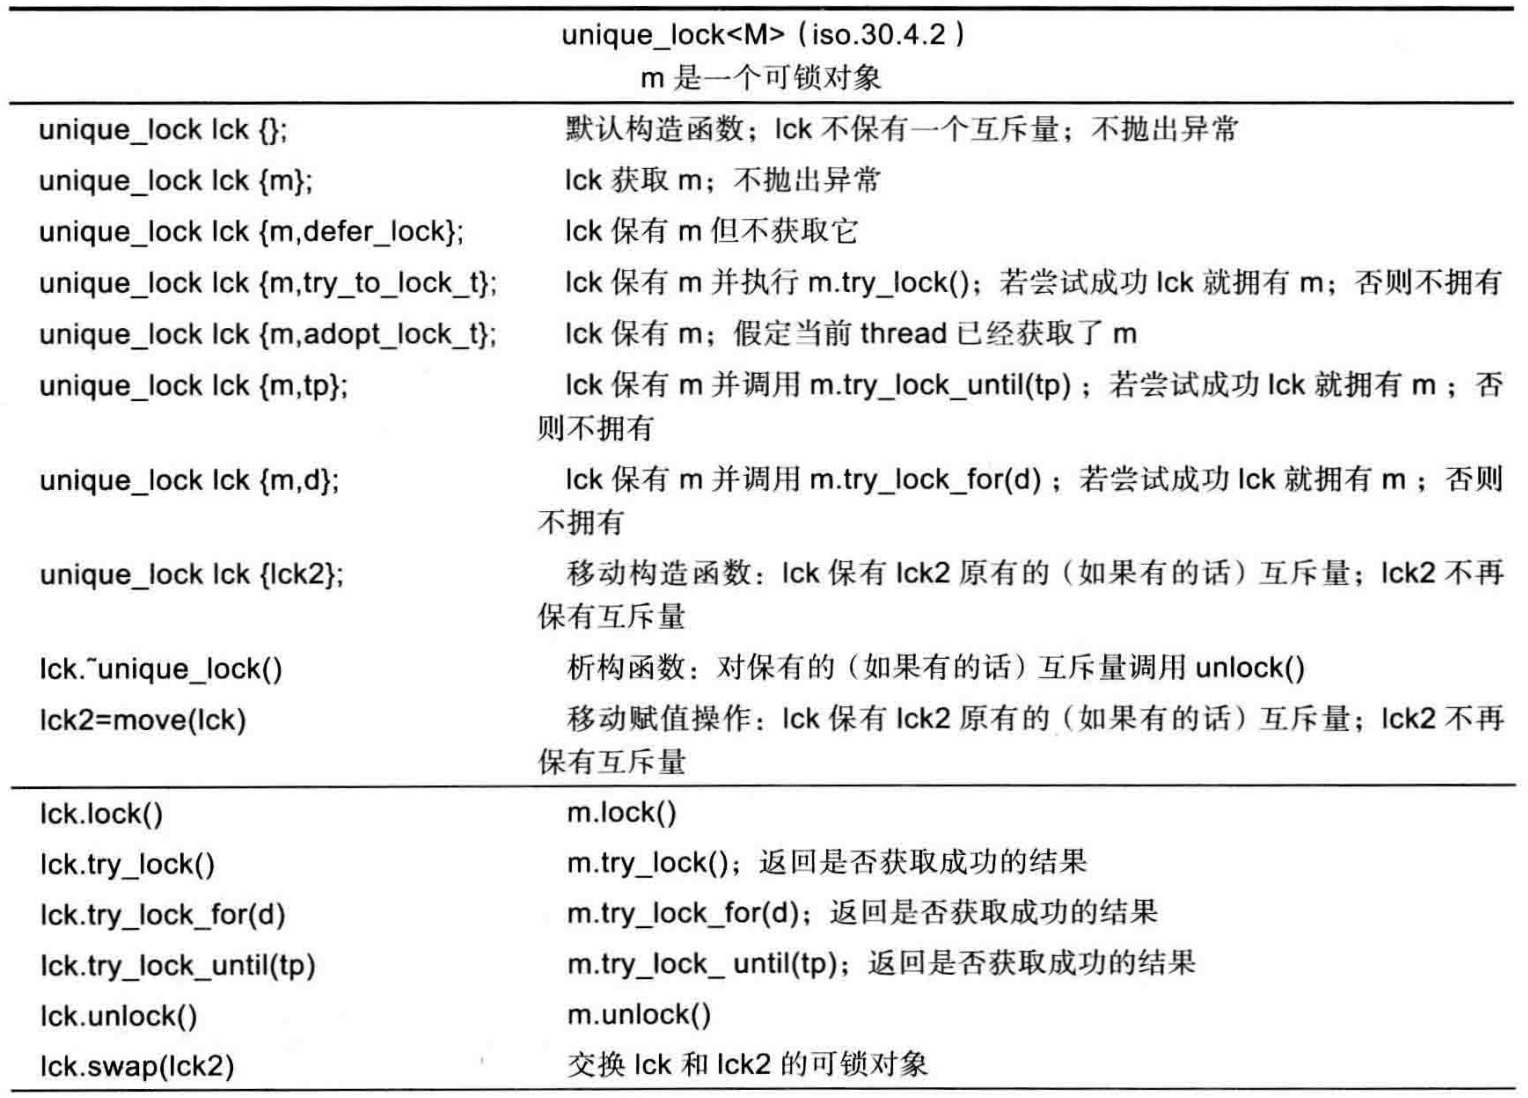 unique_lock<M>（iso.30.4.2）
m 是一个可锁对象
unique_lock lck {}; 默认构造函数；lck 不保有一个互斥量；不抛出异常
unique_lock lck {m}; lck 获取 m；不抛出异常
unique_lock lck {m,defer_lock}; lck 保有 m 但不获取它
unique_lock lck {m,try_to_lock_t}; lck 保有 m 并执行 m.try_lock()；若尝试成功 lck 就拥有 m；否则不拥有
unique_lock lck {m,adopt_lock_t}; lck 保有 m；假定当前 thread 已经获取了 m
unique_lock lck {m,tp}; lck 保有 m 并调用 m.try_lock_until(tp)；若尝试成功 lck 就拥有 m；否
则不拥有
unique_lock lck {m,d}; lck 保有 m 并调用 m.try_lock_for(d)；若尝试成功 lck 就拥有 m；否则
不拥有
unique_lock lck {lck2}; 移动构造函数：lck 保有 lck2 原有的（如果有的话）互斥量；lck2 不再
保有互斥量
lck.~unique_lock() 析构函数：对保有的（如果有的话）互斥量调用 unlock()
lck2=move(lck) 移动赋值操作：lck 保有 lck2 原有的（如果有的话）互斥量；lck2 不再
保有互斥量
lck.lock() m.lock()
lck.try_lock() m.try_lock()；返回是否获取成功的结果
lck.try_lock_for(d) m.try_lock_for(d)；返回是否获取成功的结果
lck.try_lock_until(tp) m.try_lock_ until(tp)；返回是否获取成功的结果
lck.unlock() m.unlock()
lck.swap(lck2) 交换 lck 和 lck2 的可锁对象